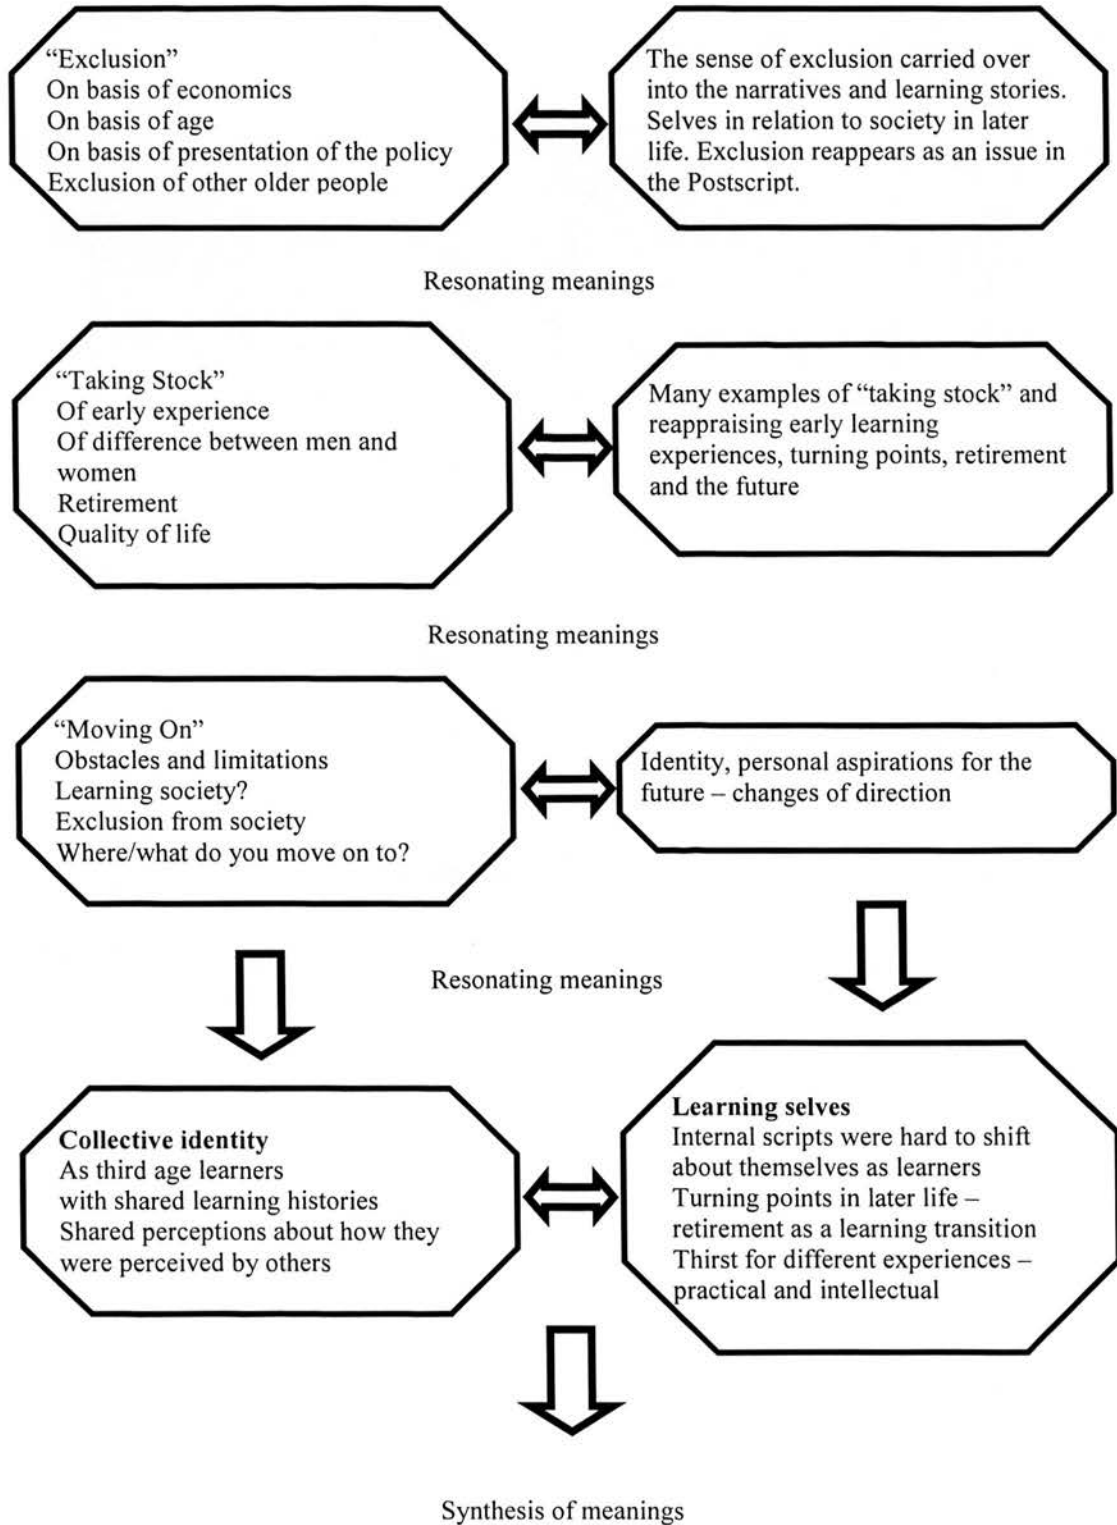 “Exclusion”
On basis of economics
On basis of age
On basis of presentation of the policy
Exclusion of other older people
The sense of exclusion carried over
into the narratives and learning stories.
Selves in relation to society in later
life. Exclusion reappears as an issue in
the Postscript.
Resonating meanings
“Taking Stock”
Of early experience
Of difference between men and
women
Retirement
Quality of life
Many examples of “taking stock” and
reappraising early learning
experiences, turning points, retirement
and the future
Resonating meanings
“Moving On”
Obstacles and limitations
Learning society?
Exclusion from society
Where/what do you move on to?
Identity, personal aspirations for the
future – changes of direction
Resonating meanings
Collective identity
As third age learners
with shared learning histories
Shared perceptions about how they
were perceived by others
Learning selves
Internal scripts were hard to shift
about themselves as learners
Turning points in later life –
retirement as a learning transition
Thirst for different experiences –
practical and intellectual
Synthesis of meanings